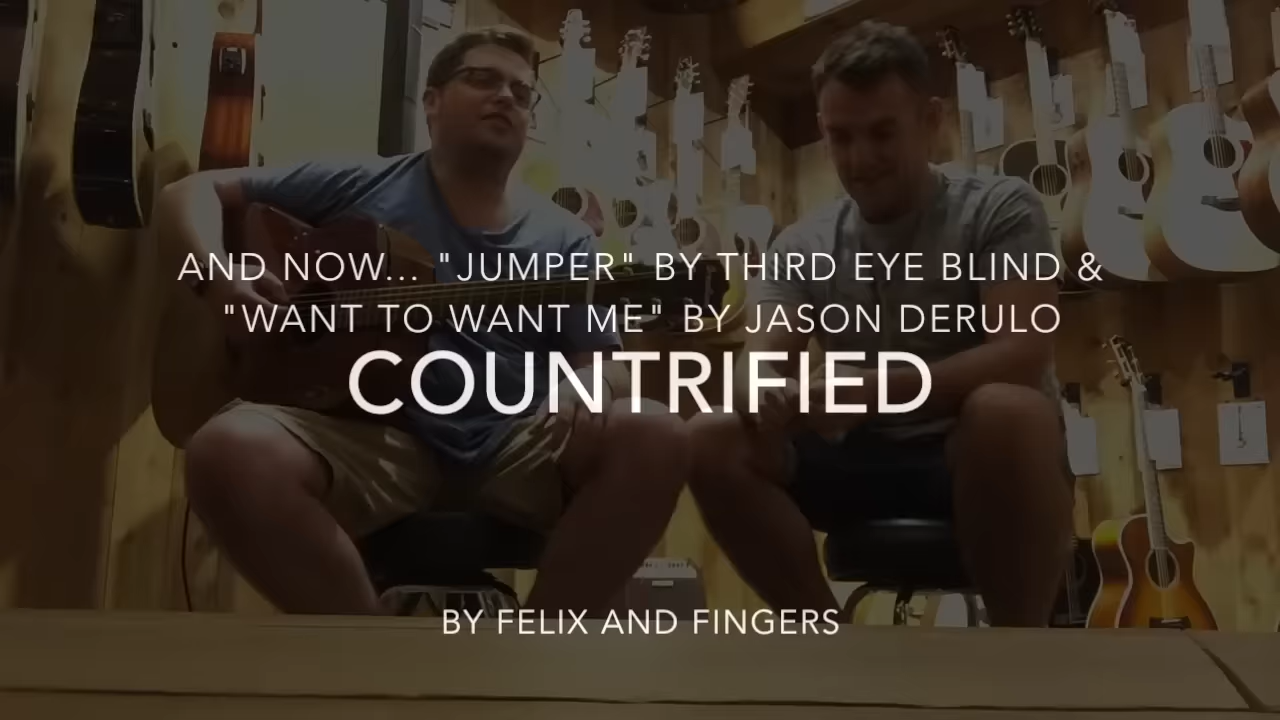 AND NOW... "JUMPER" BY THIRD EYE BLIND &
"WANT TO WANT ME" BY JASON DERULO
COUNTRIFIED
BY FELIX AND FINGERS